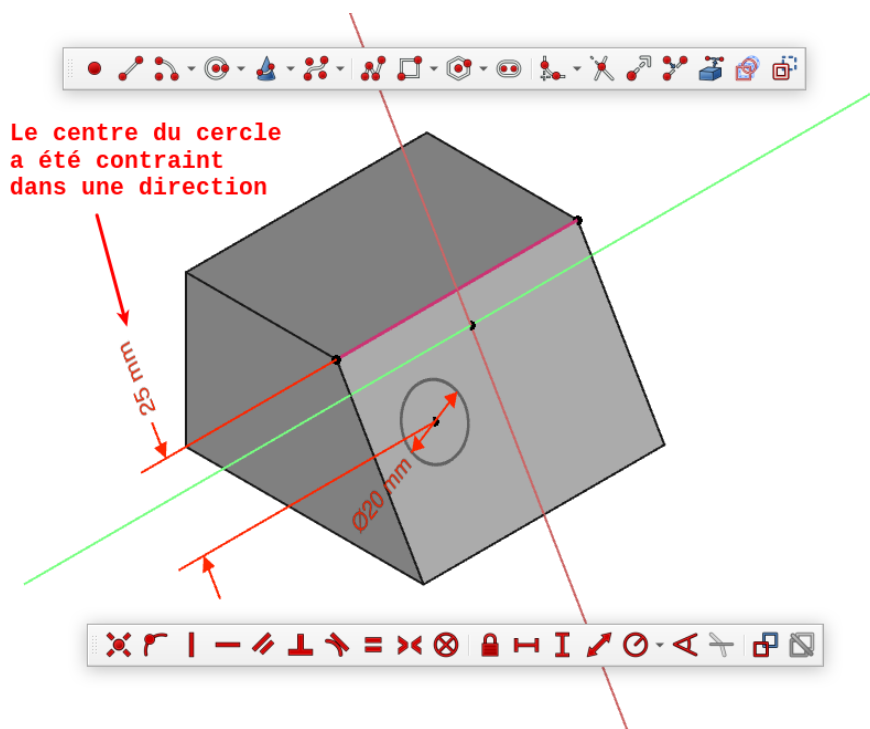 Le centre du cercle
a été contraint
dans une direction
25 mm
Ø20 mm